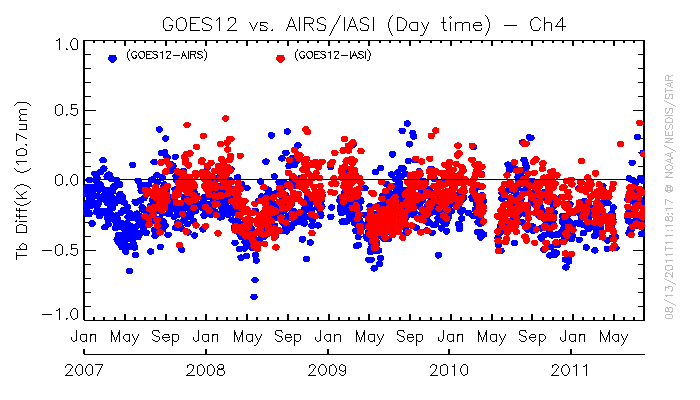 GOES12 vs. AIRS/IASI (Day time) – Ch4
(GOES12–AIRS) (GOES12–IASI)
Tb Diff(K) (10.7um)
1.0
0.5
0.0
−0.5
−1.0
Jan May Sep Jan May Sep Jan May Sep Jan May Sep Jan May
2007 2008 2009 2010 2011
08/13/2011T11:18:17 @ NOAA/NESDIS/STAR